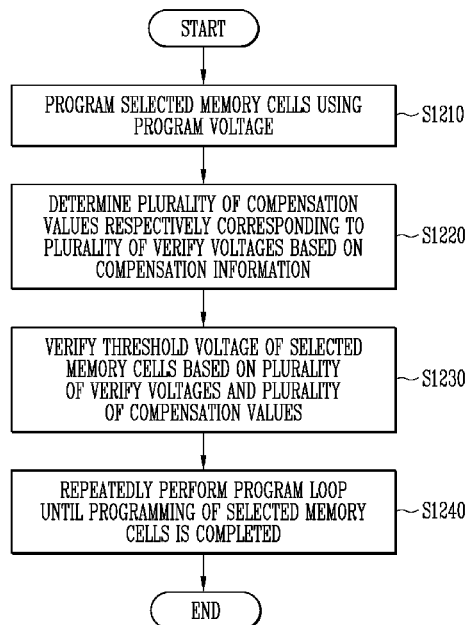 START
PROGRAM SELECTED MEMORY CELLS USING
PROGRAM VOLTAGE
S1210
DETERMINE PLURALITY OF COMPENSATION
VALUES RESPECTIVELY CORRESPONDING TO
PLURALITY OF VERIFY VOLTAGES BASED ON
COMPENSATION INFORMATION
S1220
VERIFY THRESHOLD VOLTAGE OF SELECTED
MEMORY CELLS BASED ON PLURALITY
OF VERIFY VOLTAGES AND PLURALITY
OF COMPENSATION VALUES
S1230
REPEATEDLY PERFORM PROGRAM LOOP
UNTIL PROGRAMMING OF SELECTED MEMORY
CELLS IS COMPLETED
S1240
END